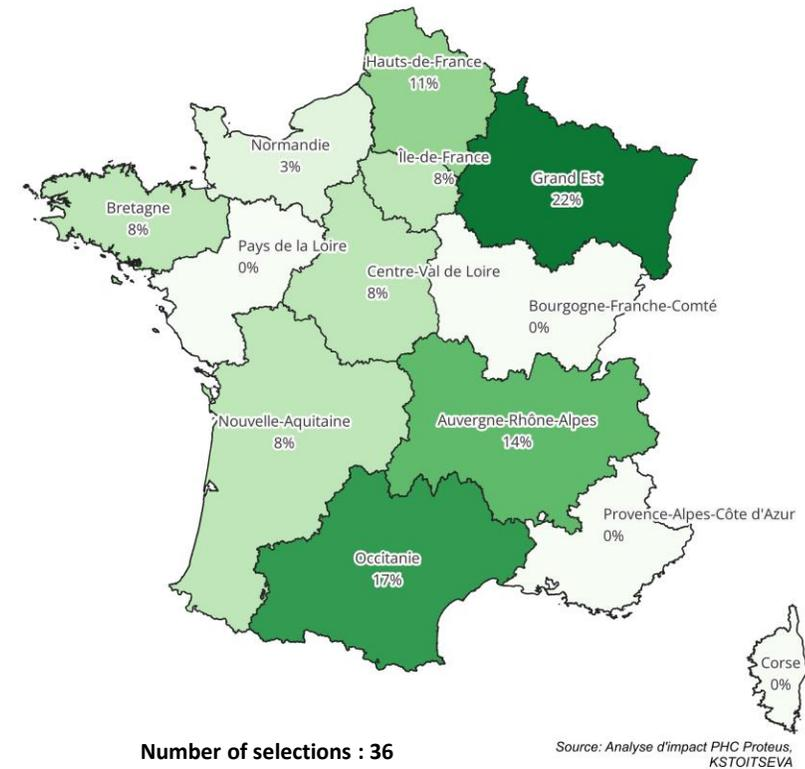 Hauts-de-France
11%
Normandie
3%
Île-de-France
8%
Grand Est
22%
Bretagne
8%
Pays de la Loire
0%
Centre-Val de Loire
8%
Bourgogne-Franche-Comté
0%
Nouvelle-Aquitaine
8%
Auvergne-Rhône-Alpes
14%
Provence-Alpes-Côte d'Azur
0%
Occitanie
17%
Corse
0%
Number of selections : 36
Source: Analyse d'impact PHC Proteus,
KSTOITSEVA